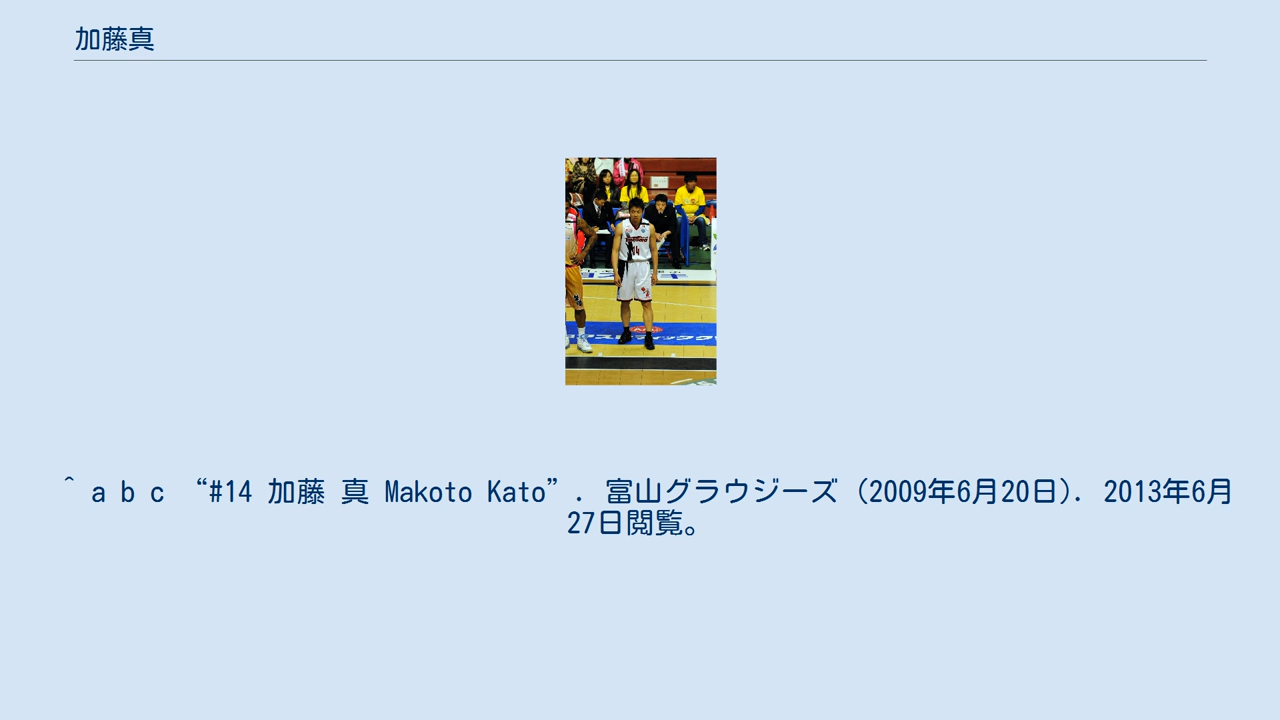 加藤真
14
^ a b c “#14 加藤 真 Makoto Kato”. 富山グラウジーズ (2009年6月20日). 2013年6月
27日閲覧。